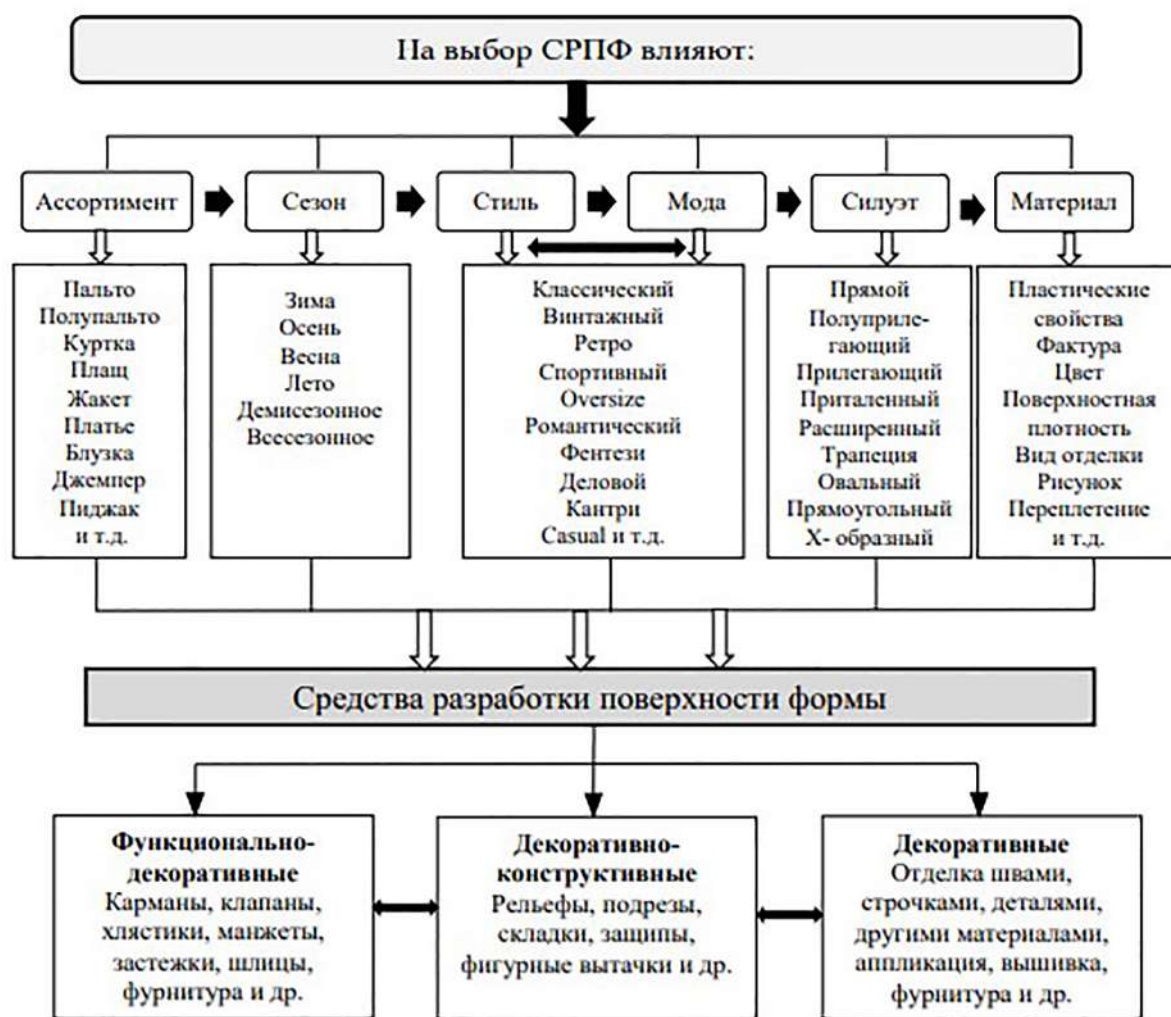 На выбор СРПФ влияют:
Ассортимент
Сезон
Стиль
Мода
Силуэт
Материал
Пальто
Полупальто
Куртка
Плащ
Жакет
Платье
Блузка
Джемпер
Пиджак
и т.д.
Зима
Осень
Весна
Лето
Демисезонное
Всесезонное
Классический
Винтажный
Ретро
Спортивный
Oversize
Романтический
Фентези
Деловой
Кантри
Casual и т.д.
Прямой
Полуприле-
гающий
Прилегающий
Приталенный
Расширенный
Трапеция
Овальный
Прямоугольный
Х- образный
Пластические
свойства
Фактура
Цвет
Поверхностная
плотность
Вид отделки
Рисунок
Переплетение
и т.д.
Средства разработки поверхности формы
Функционально-
декоративные
Карманы, клапаны,
хлястики, манжеты,
застежки, шлицы,
фурнитура и др.
Декоративно-
конструктивные
Рельефы, подрезы,
складки, защипы,
фигурные вытачки и др.
Декоративные
Отделка швами,
строчками, деталями,
другими материалами,
аппликация, вышивка,
фурнитура и др.